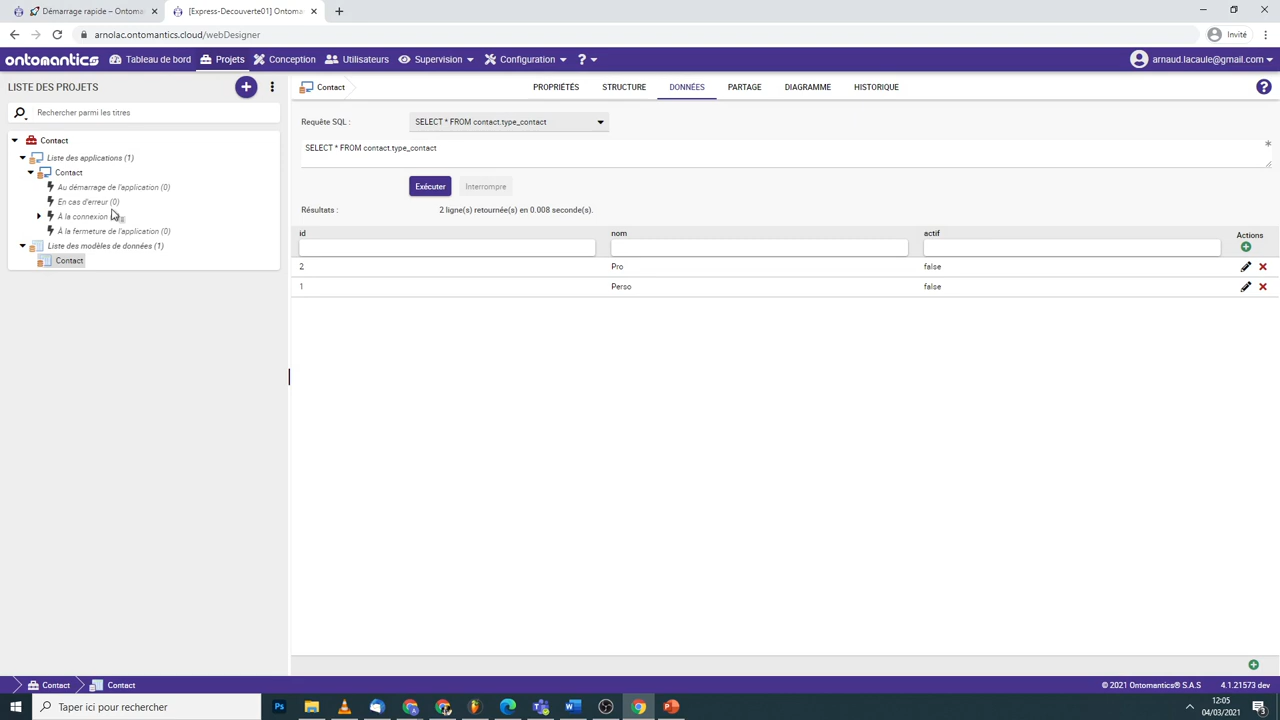 Démarrage rapide – Ontoma
[Express-Decouverte01] Ontoma
arnolac.ontomantics.cloud/webDesigner
Invité
ontomantics
Tableau de bord
Projets
Conception
Utilisateurs
Supervision
Configuration
?
arnaud.lacaule@gmail.com
LISTE DES PROJETS
Contact
PROPRIÉTÉS
STRUCTURE
DONNÉES
PARTAGE
DIAGRAMME
HISTORIQUE
?
Rechercher parmi les titres
Contact
Liste des applications (1)
Contact
Au démarrage de l'application (0)
En cas d'erreur (0)
À la connexion
À la fermeture de l'application (0)
Liste des modèles de données (1)
Contact
Requête SQL :
SELECT * FROM contact.type_contact
SELECT * FROM contact.type_contact
*
Exécuter
Interrompre
Résultats :
2 ligne(s) retournée(s) en 0.008 seconde(s).
id
nom
actif
Actions
2
Pro
false
1
Perso
false
Contact
Contact
© 2021 Ontomantics S.A.S
4.1.21573 dev
Taper ici pour rechercher
12:05
04/03/2021